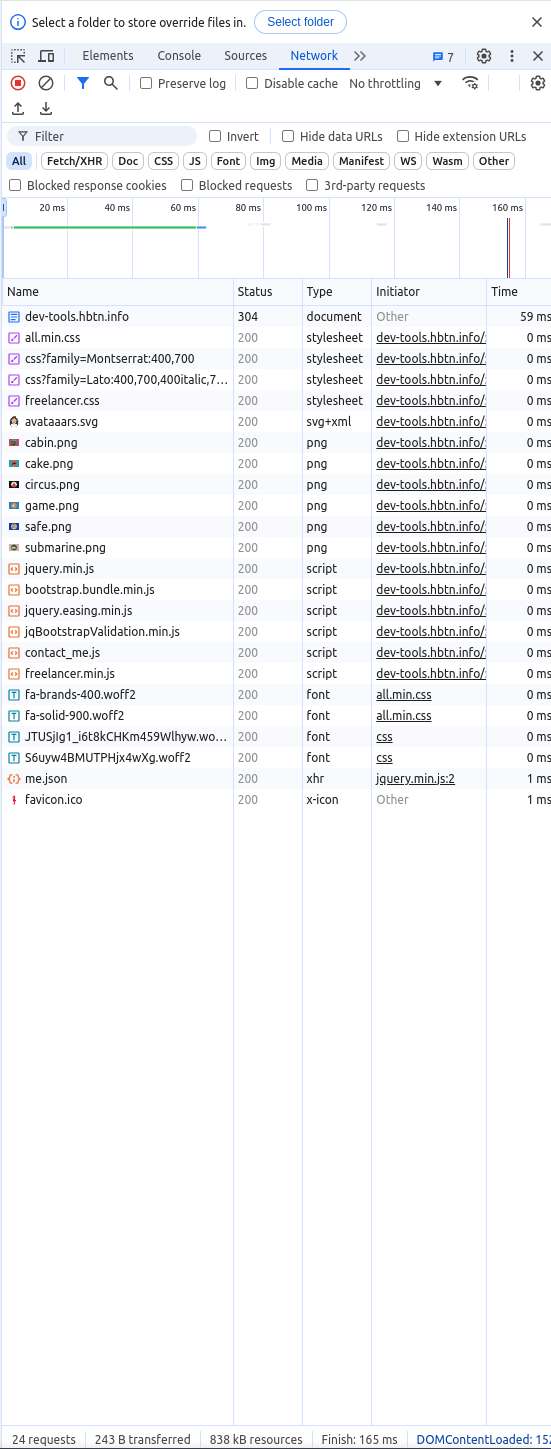 Select a folder to store override files in. Select folder
Elements Console Sources Network 7
Preserve log Disable cache No throttling
Filter Invert Hide data URLs Hide extension URLs
All Fetch/XHR Doc CSS JS Font Img Media Manifest WS Wasm Other
Blocked response cookies Blocked requests 3rd-party requests
20 ms 40 ms 60 ms 80 ms 100 ms 120 ms 140 ms 160 ms
Name Status Type Initiator Time
dev-tools.hbtn.info 304 document Other 59 ms
all.min.css 200 stylesheet dev-tools.hbtn.info/ 0 ms
css?family=Montserrat:400,700 200 stylesheet dev-tools.hbtn.info/ 0 ms
css?family=Lato:400,700,400italic,7... 200 stylesheet dev-tools.hbtn.info/ 0 ms
freelancer.css 200 stylesheet dev-tools.hbtn.info/ 0 ms
avataaars.svg 200 svg+xml dev-tools.hbtn.info/ 0 ms
cabin.png 200 png dev-tools.hbtn.info/ 0 ms
cake.png 200 png dev-tools.hbtn.info/ 0 ms
circus.png 200 png dev-tools.hbtn.info/ 0 ms
game.png 200 png dev-tools.hbtn.info/ 0 ms
safe.png 200 png dev-tools.hbtn.info/ 0 ms
submarine.png 200 png dev-tools.hbtn.info/ 0 ms
jquery.min.js 200 script dev-tools.hbtn.info/ 0 ms
bootstrap.bundle.min.js 200 script dev-tools.hbtn.info/ 0 ms
jquery.easing.min.js 200 script dev-tools.hbtn.info/ 0 ms
jqBootstrapValidation.min.js 200 script dev-tools.hbtn.info/ 0 ms
contact_me.js 200 script dev-tools.hbtn.info/ 0 ms
freelancer.min.js 200 script dev-tools.hbtn.info/ 0 ms
fa-brands-400.woff2 200 font all.min.css 0 ms
fa-solid-900.woff2 200 font all.min.css 0 ms
JTUSjIg1_i6t8kCHKm459Wlhyw.wo... 200 font css 0 ms
S6uyw4BMUTPHjx4wXg.woff2 200 font css 0 ms
me.json 200 xhr jquery.min.js:2 1 ms
favicon.ico 200 x-icon Other 1 ms
24 requests 243 B transferred 838 kB resources Finish: 165 ms DOMContentLoaded: 152